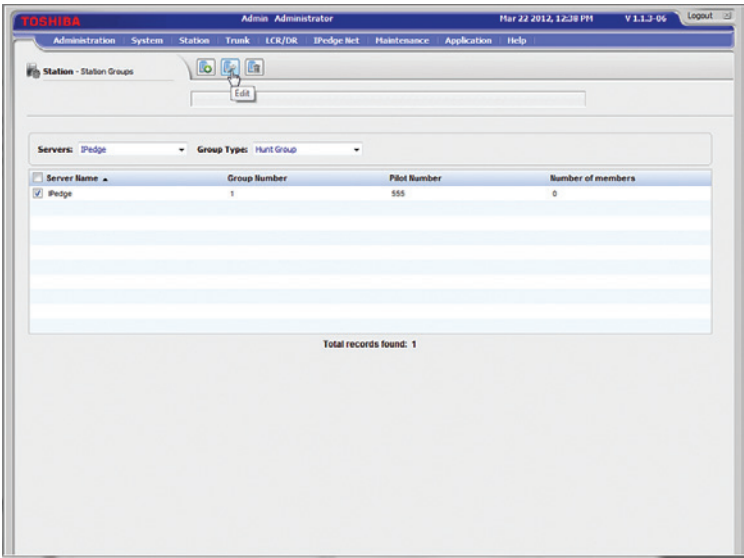 TOSHIBA Admin Administrator Mar 22 2012, 12:38 PM V 1.1.3-06 Logout
Administration System Station Trunk LCR/DR IPedge Net Maintenance Application Help
Station - Station Groups
Edit
Servers: IPedge Group Type: Hunt Group
Server Name Group Number Pilot Number Number of members
IPedge 1 555 0
Total records found: 1